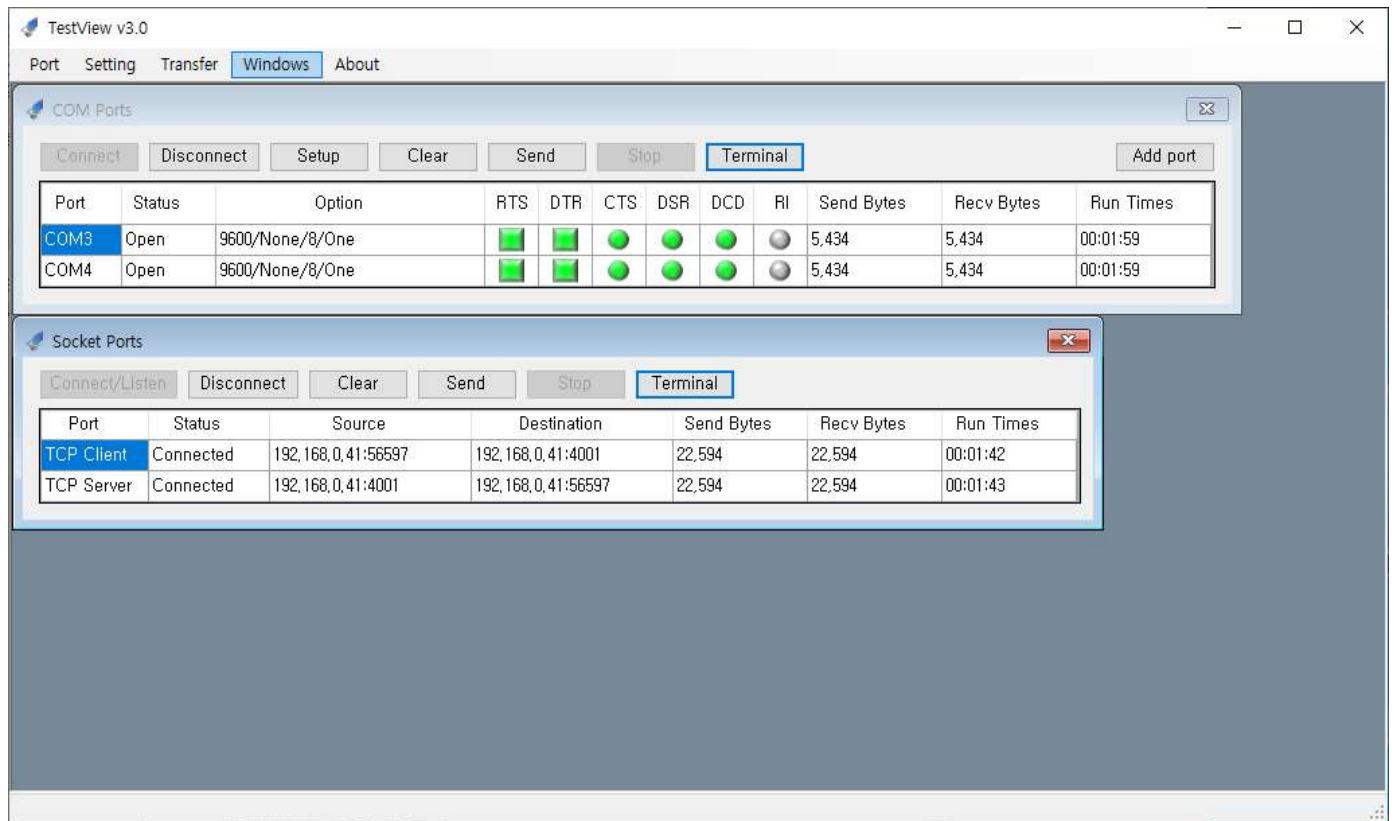 TestView v3.0
Port Setting Transfer Windows About
COM Ports
Connect Disconnect Setup Clear Send Stop Terminal Add port
Port Status Option RTS DTR CTS DSR DCD RI Send Bytes Recv Bytes Run Times
COM3 Open 9600/None/8/One 5,434 5,434 00:01:59
COM4 Open 9600/None/8/One 5,434 5,434 00:01:59
Socket Ports
Connect/Listen Disconnect Clear Send Stop Terminal
Port Status Source Destination Send Bytes Recv Bytes Run Times
TCP Client Connected 192.168.0.41:56597 192.168.0.41:4001 22,594 22,594 00:01:42
TCP Server Connected 192.168.0.41:4001 192.168.0.41:56597 22,594 22,594 00:01:43